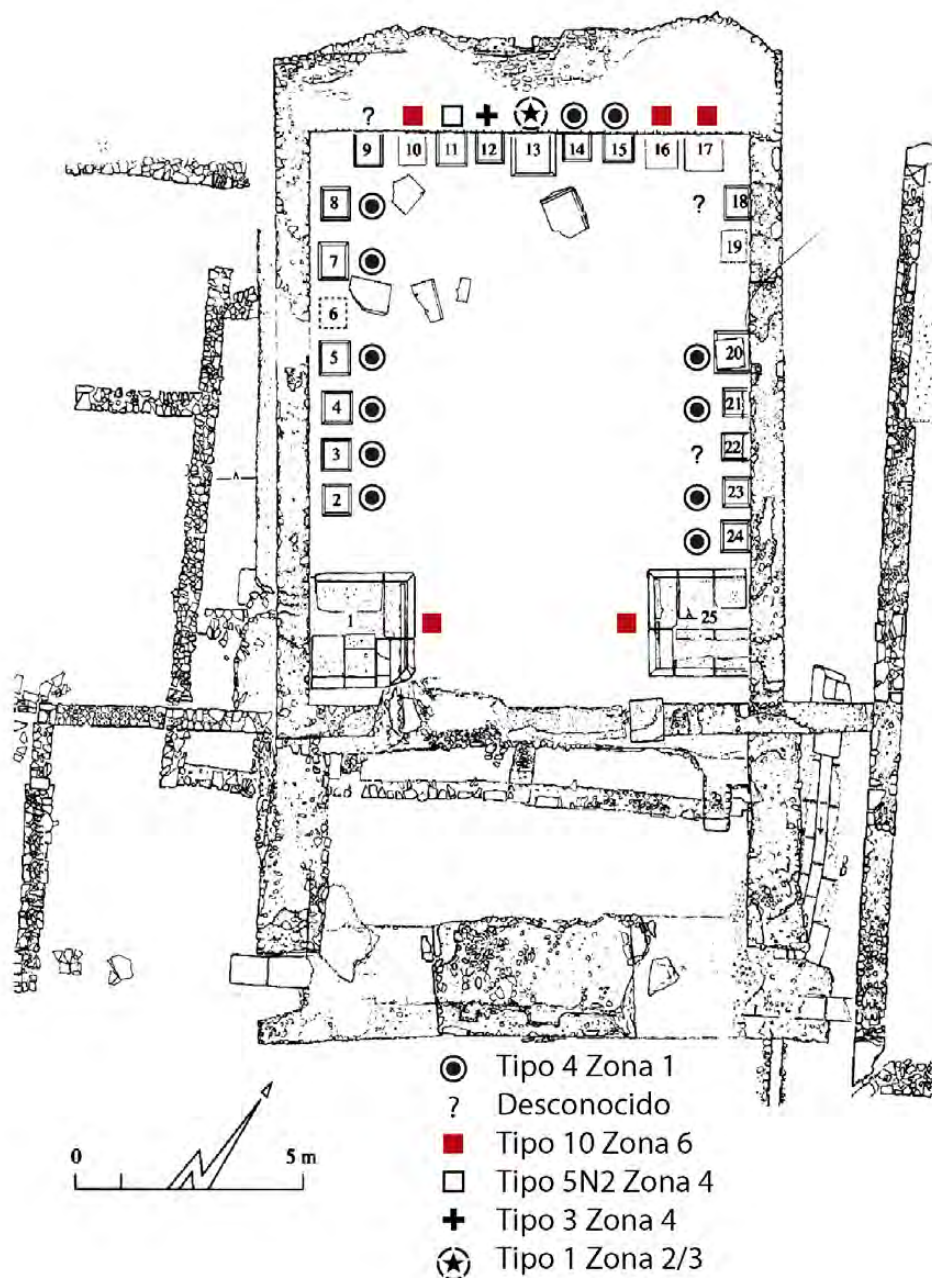 ? 
9 10 11 12 13 14 15 16 17
8 ? 18
19
7
6
5 20
4 21
3 ? 22
2 23
24
1 25
Tipo 4 Zona 1
? Desconocido
Tipo 10 Zona 6
0 5 m
Tipo 5N2 Zona 4
Tipo 3 Zona 4
Tipo 1 Zona 2/3